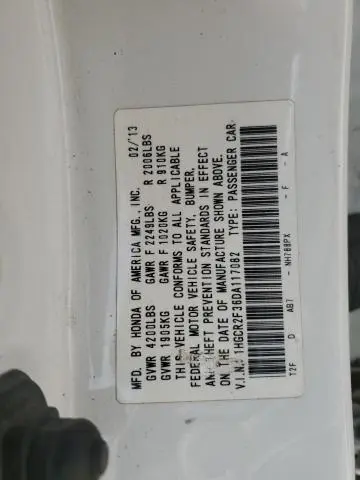 MFD. BY HONDA OF AMERICA MFG., INC. 02/13
GVWR 4200LBS GAWR F 2249LBS R 2006LBS
GVWR 1905KG GAWR F 1020KG R 910KG
THIS VEHICLE CONFORMS TO ALL APPLICABLE
FEDERAL MOTOR VEHICLE SAFETY, BUMPER,
AND THEFT PREVENTION STANDARDS IN EFFECT
ON THE DATE OF MANUFACTURE SHOWN ABOVE.
V.I.N.: 1HGCR2F36DA117082 TYPE: PASSENGER CAR
T2F D AB7 NH788PX - F - A